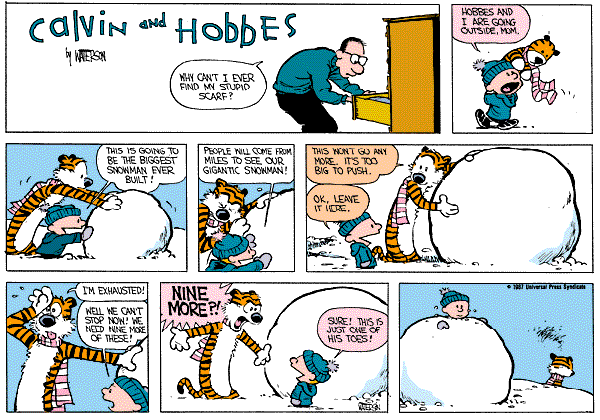 Calvin and HObbES
by WATTERSON
WHY CAN'T I EVER
FIND MY STUPID
SCARF?
HOBBES AND
I ARE GOING
OUTSIDE, MOM.
THIS IS GOING TO
BE THE BIGGEST
SNOWMAN EVER
BUILT!
PEOPLE WILL COME FROM
MILES TO SEE OUR
GIGANTIC SNOWMAN!
THIS WON'T GO ANY
MORE. IT'S TOO
BIG TO PUSH.
OK, LEAVE
IT HERE.
I'M EXHAUSTED!
WELL WE CAN'T
STOP NOW! WE
NEED NINE MORE
OF THESE!
NINE
MORE?!
SURE! THIS IS
JUST ONE OF
HIS TOES!
WATTERSON
© 1987 Universal Press Syndicate